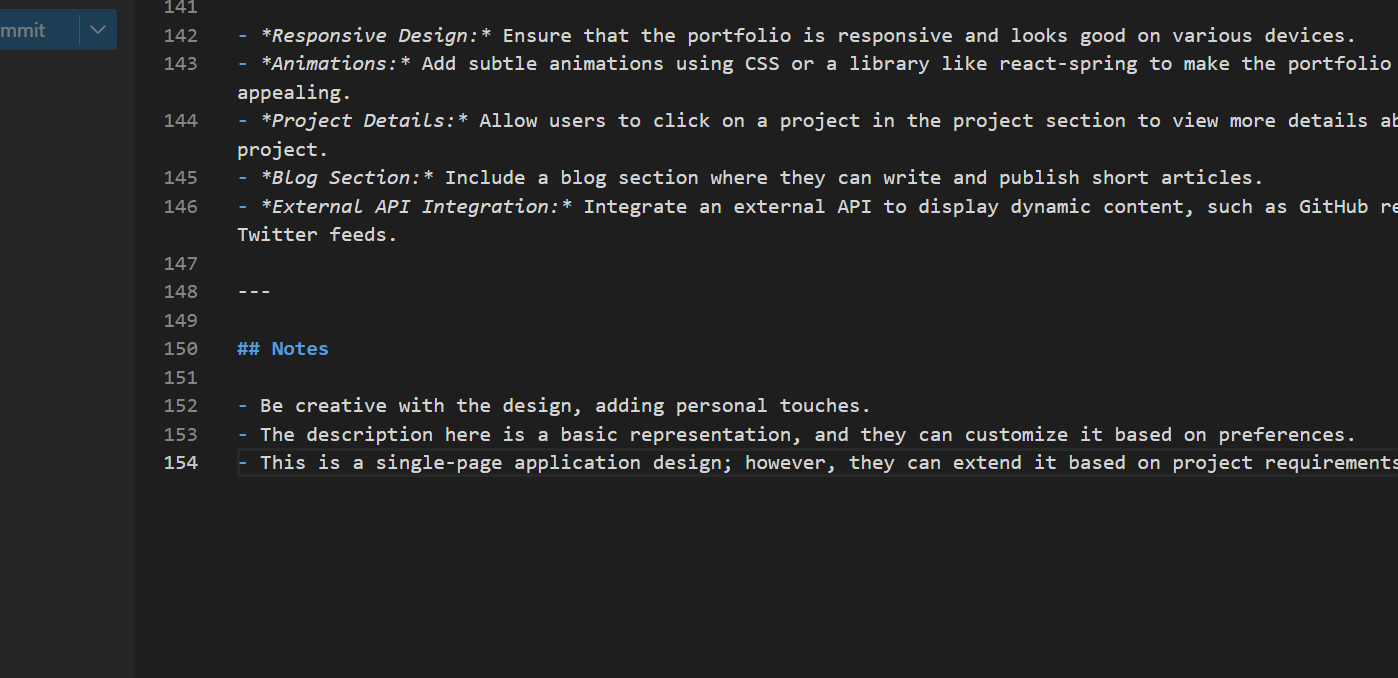 mmit
141
142 - *Responsive Design:* Ensure that the portfolio is responsive and looks good on various devices.
143 - *Animations:* Add subtle animations using CSS or a library like react-spring to make the portfolio
appealing.
144 - *Project Details:* Allow users to click on a project in the project section to view more details ab
project.
145 - *Blog Section:* Include a blog section where they can write and publish short articles.
146 - *External API Integration:* Integrate an external API to display dynamic content, such as GitHub re
Twitter feeds.
147
148 ---
149
150 ## Notes
151
152 - Be creative with the design, adding personal touches.
153 - The description here is a basic representation, and they can customize it based on preferences.
154 - This is a single-page application design; however, they can extend it based on project requirements